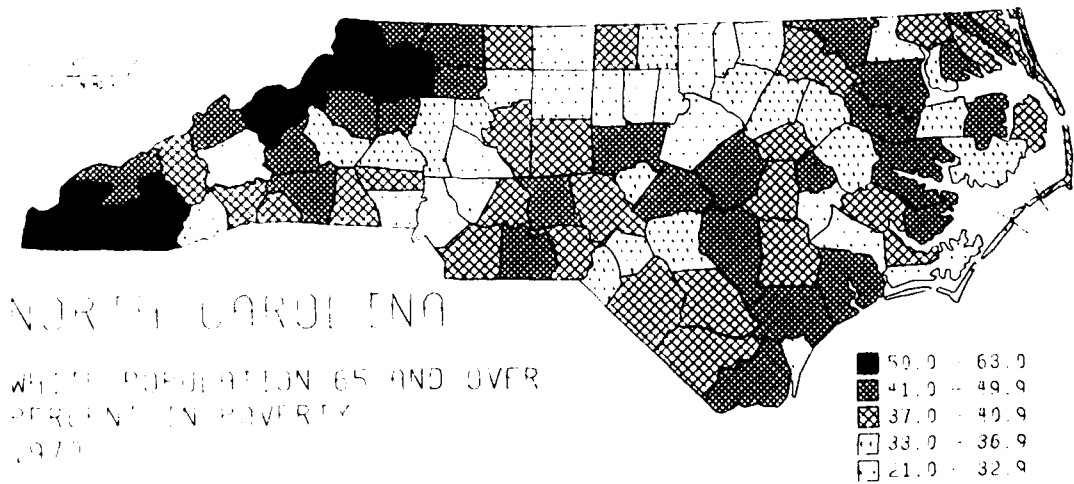 NORTH CAROLINA
WHITE POPULATION 65 AND OVER
PERCENT IN POVERTY
1970
50.0 - 63.0
41.0 - 49.9
37.0 - 40.9
33.0 - 36.9
21.0 - 32.9